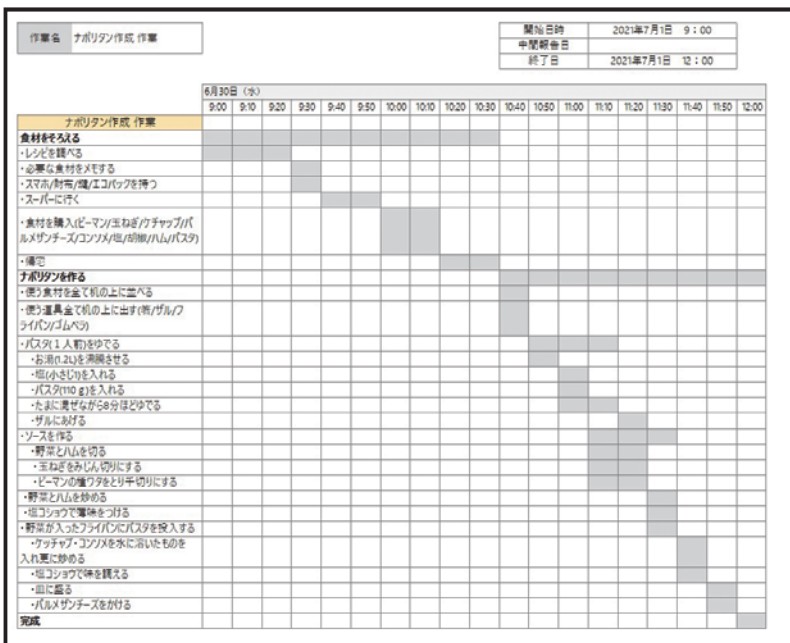 作業名 ナポリタン作成 作業
開始日時 2021年7月1日 9:00
中間報告日
終了日 2021年7月1日 12:00
6月30日(水)
9:00 9:10 9:20 9:30 9:40 9:50 10:00 10:10 10:20 10:30 10:40 10:50 11:00 11:10 11:20 11:30 11:40 11:50 12:00
ナポリタン作成 作業
食材をそろえる
・レシピを調べる
・必要な食材をメモする
・スマホ/財布/鍵/エコバックを持つ
・スーパーに行く
・食材を購入(ピーマン/玉ねぎ/ケチャップ/パ
ルメザンチーズ/コンソメ/塩/胡椒/ハム/パスタ)
・帰宅
ナポリタンを作る
・使う食材を全て机の上に並べる
・使う道具全て机の上に出す(術/ザル/フ
ライパン/ゴムベラ)
・パスタ(1人前)をゆでる
・お湯(1.2L)を沸騰させる
・塩(小さじ1)を入れる
・パスタ(110g)を入れる
・たまに混ぜながら8分ほどゆでる
・ザルにあげる
・ソースを作る
・野菜とハムを切る
・玉ねぎをみじん切りにする
・ピーマンの種ワタをとり千切りにする
・野菜とハムを炒める
・塩コショウで薄味をつける
・野菜が入ったフライパンにパスタを投入する
・ケッチャプ・コンソメを水に溶いたものを
入れ更に炒める
・塩コショウで味を調える
・皿に盛る
・パルメザンチーズをかける
完成